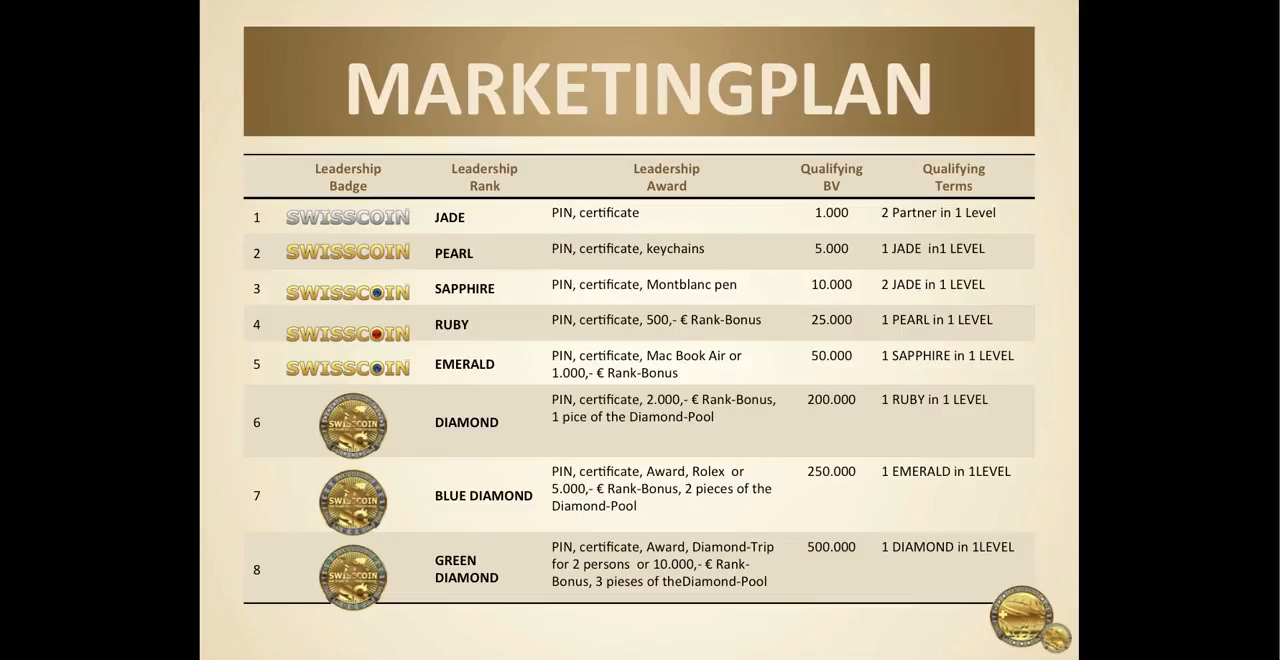 MARKETINGPLAN
Leadership Badge
Leadership Rank
Leadership Award
Qualifying BV
Qualifying Terms
1 SWISSCOIN JADE PIN, certificate 1.000 2 Partner in 1 Level
2 SWISSCOIN PEARL PIN, certificate, keychains 5.000 1 JADE in1 LEVEL
3 SWISSCOIN SAPPHIRE PIN, certificate, Montblanc pen 10.000 2 JADE in 1 LEVEL
4 SWISSCOIN RUBY PIN, certificate, 500,- € Rank-Bonus 25.000 1 PEARL in 1 LEVEL
5 SWISSCOIN EMERALD PIN, certificate, Mac Book Air or 50.000 1 SAPPHIRE in 1 LEVEL
1.000,- € Rank-Bonus
6 SWISSCOIN DIAMOND PIN, certificate, 2.000,- € Rank-Bonus, 200.000 1 RUBY in 1 LEVEL
1 pice of the Diamond-Pool
7 SWISSCOIN BLUE DIAMOND PIN, certificate, Award, Rolex or 250.000 1 EMERALD in 1LEVEL
5.000,- € Rank-Bonus, 2 pieces of the
Diamond-Pool
8 SWISSCOIN GREEN DIAMOND PIN, certificate, Award, Diamond-Trip 500.000 1 DIAMOND in 1LEVEL
for 2 persons or 10.000,- € Rank-
Bonus, 3 pieses of theDiamond-Pool